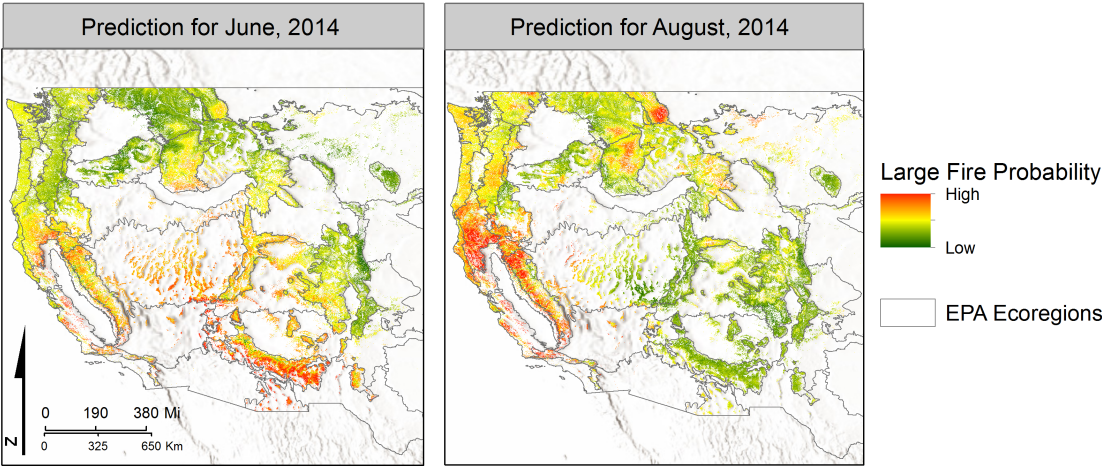 Prediction for June, 2014
Prediction for August, 2014
Large Fire Probability
High
Low
EPA Ecoregions
0 190 380 Mi
0 325 650 Km
N